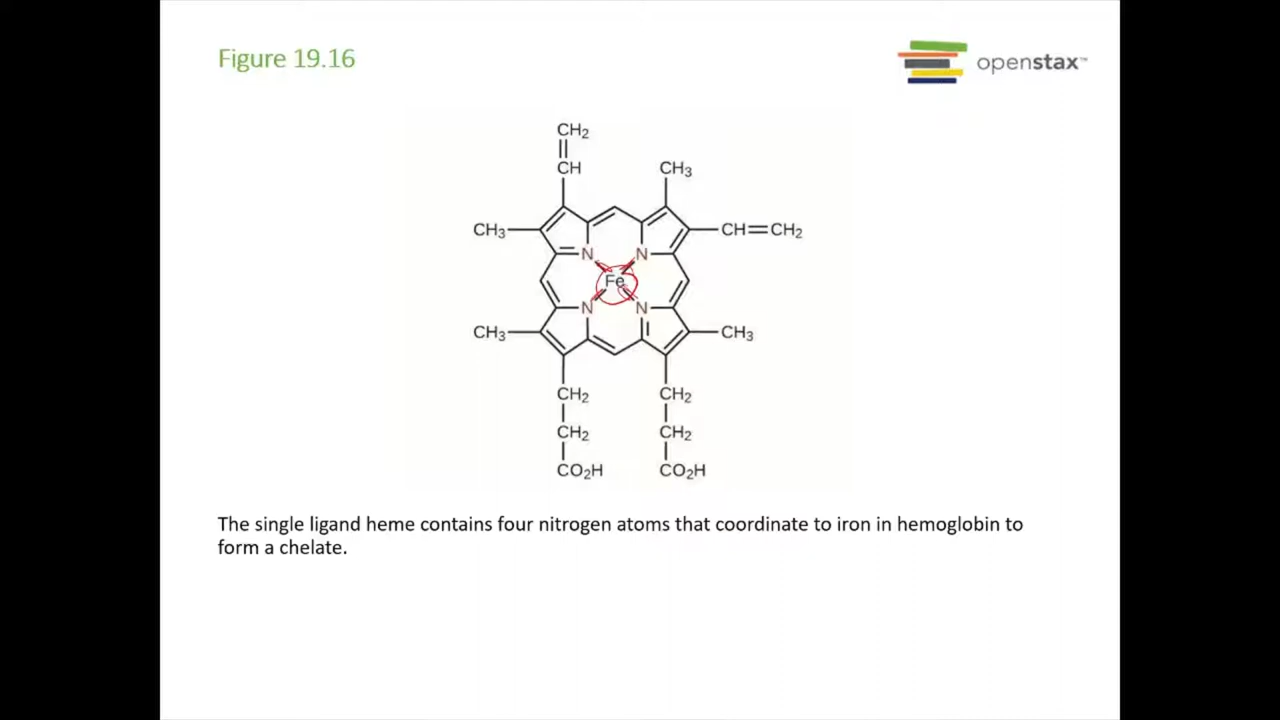 Figure 19.16
openstax™
CH₂
CH
CH₃
CH₃
CH=CH₂
N
N
Fe
N
N
CH₃
CH₃
CH₂
CH₂
CH₂
CH₂
CO₂H
CO₂H
The single ligand heme contains four nitrogen atoms that coordinate to iron in hemoglobin to
form a chelate.